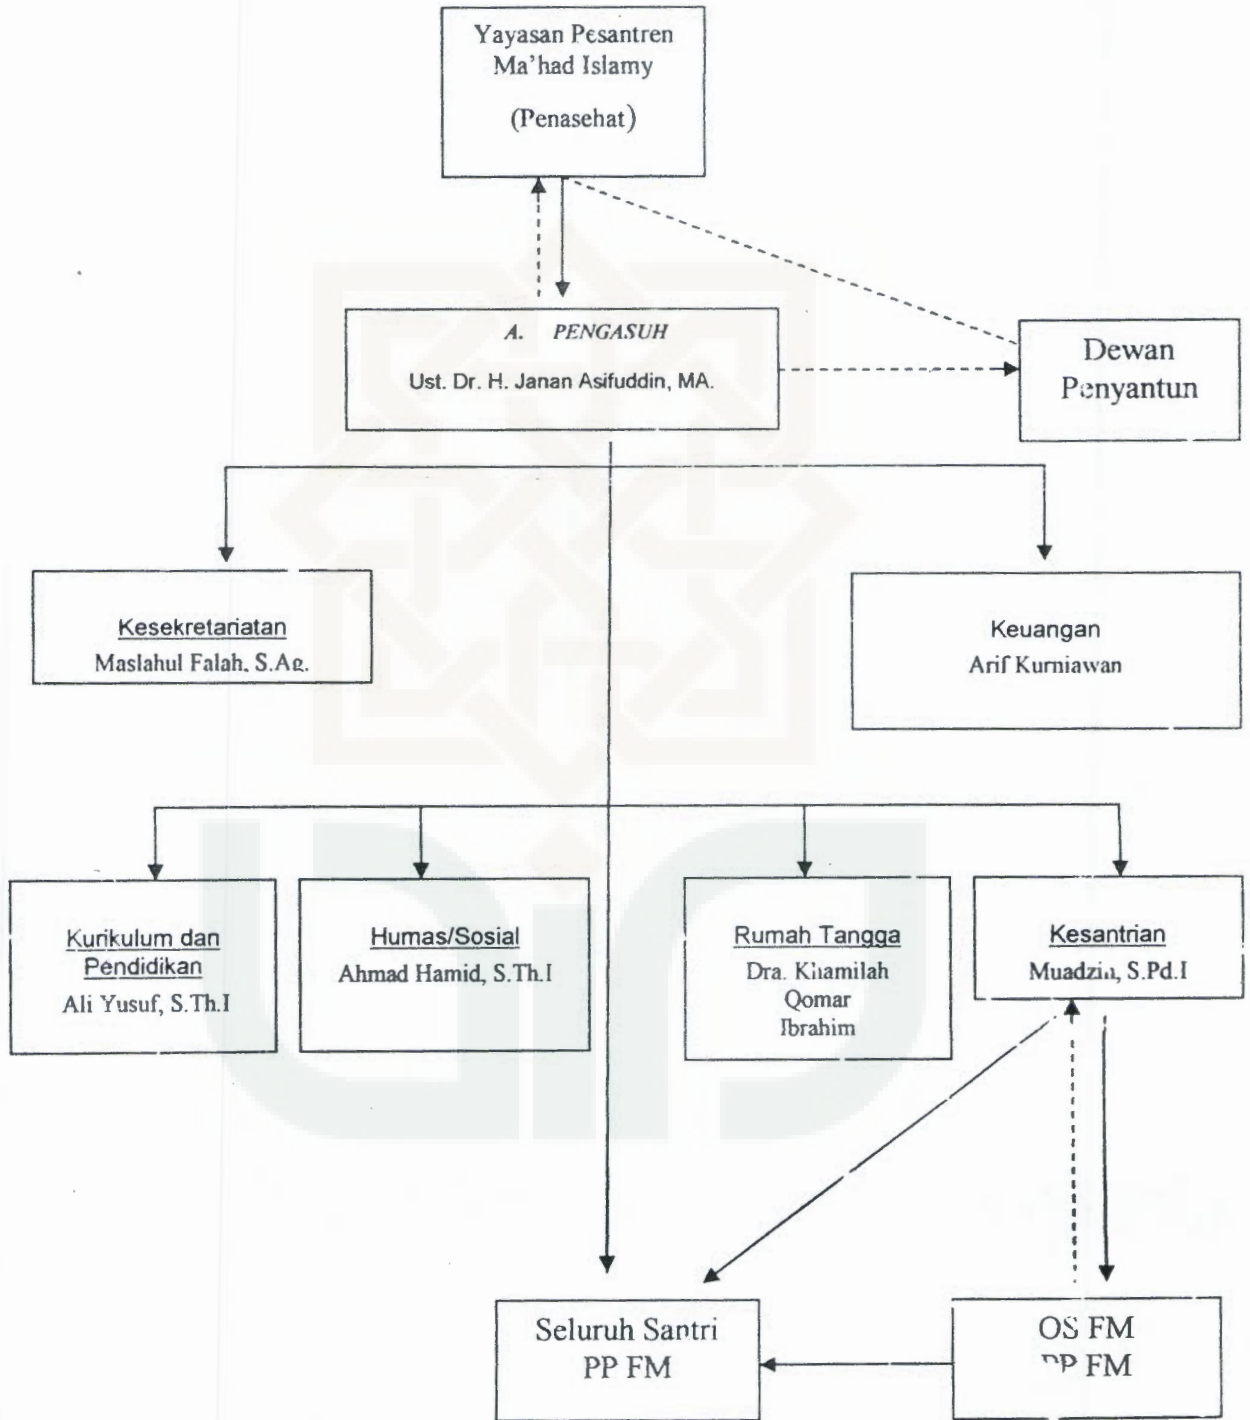 Yayasan Pesantren
Ma'had Islamy
(Penasehat)
A. PENGASUH
Ust. Dr. H. Janan Asifuddin, MA.
Dewan
Penyantun
Kesekretariatan
Maslahul Falah, S.Ag.
Keuangan
Arif Kurniawan
Kurikulum dan
Pendidikan
Ali Yusuf, S.Th.I
Humas/Sosial
Ahmad Hamid, S.Th.I
Rumah Tangga
Dra. Khamilah
Qomar
Ibrahim
Kesantrian
Muadzin, S.Pd.I
Seluruh Santri
PP FM
OS FM
PP FM